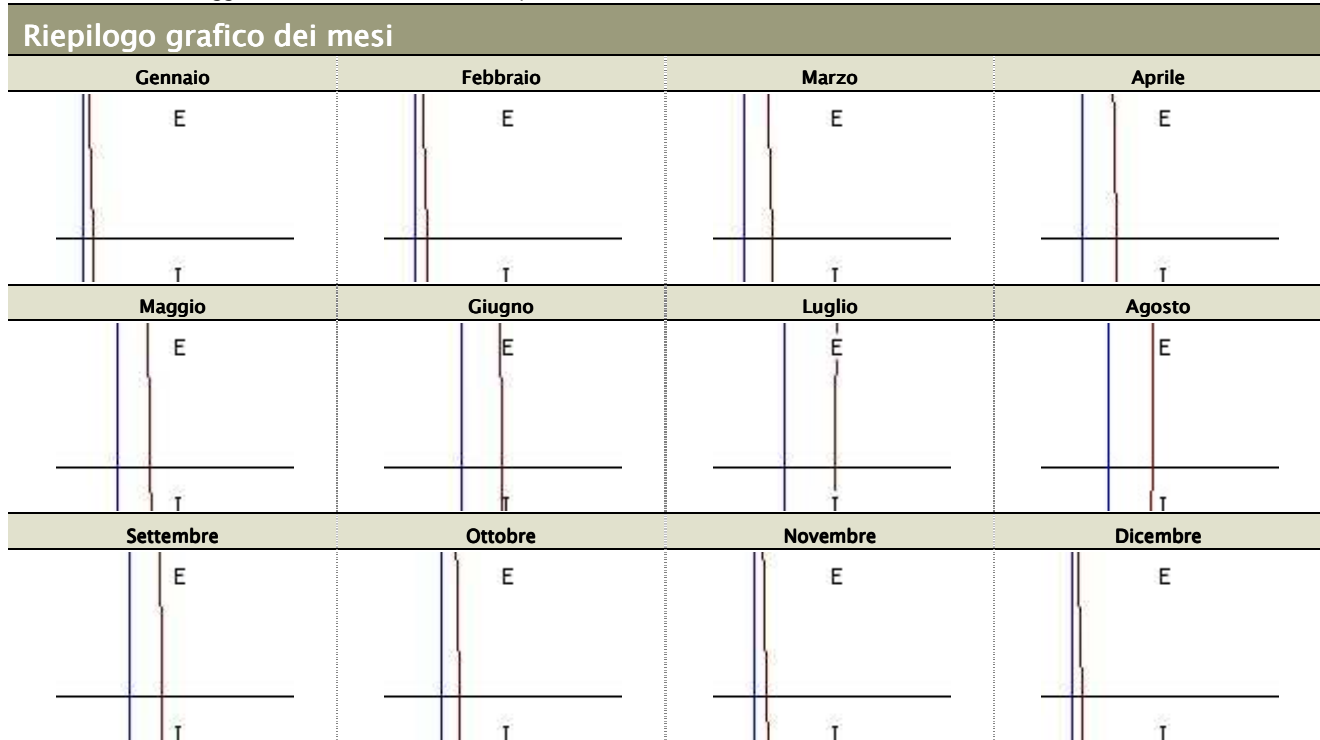 Riepilogo grafico dei mesi
Gennaio Febbraio Marzo Aprile
E E E E
T T T T
Maggio Giugno Luglio Agosto
E E E E
T T T T
Settembre Ottobre Novembre Dicembre
E E E E
T T T T